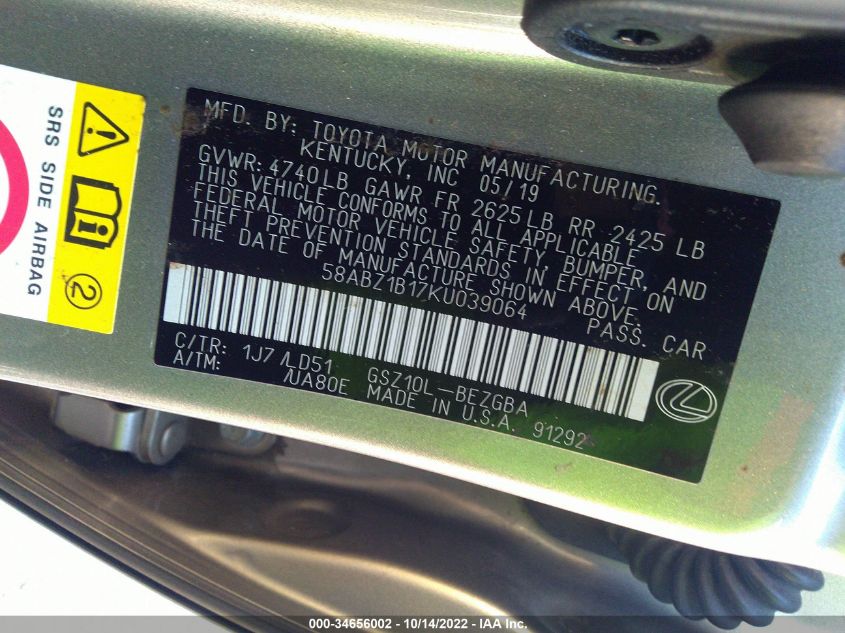 MFD. BY: TOYOTA MOTOR MANUFACTURING.
KENTUCKY, INC 05/19
GVWR: 4740LB GAWR FR 2625 LB RR 2425 LB
THIS VEHICLE CONFORMS TO ALL APPLICABLE
FEDERAL MOTOR VEHICLE SAFETY, BUMPER, AND
THEFT PREVENTION STANDARDS IN EFFECT ON
THE DATE OF MANUFACTURE SHOWN ABOVE.
58ABZ1B17KU039064 PASS. CAR
C/TR: 1J7 /LD51 GSZ10L-BEZGBA
A/TM: /UA80E MADE IN U.S.A. 91292
SRS SIDE AIRBAG
2
000-34656002 / 10/14/2022 - IAA Inc.